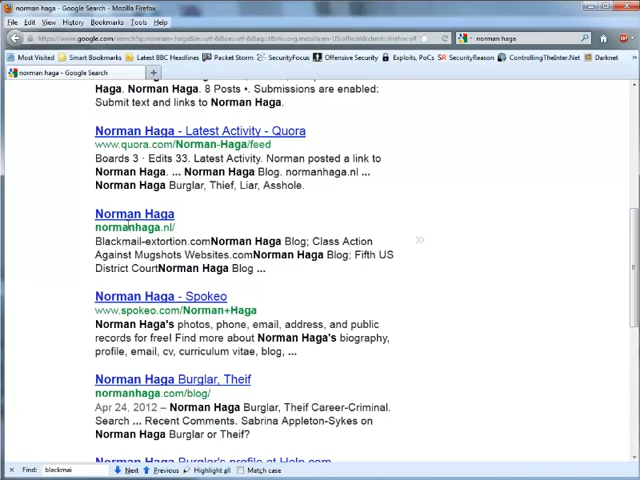 norman haga - Google Search - Mozilla Firefox
File Edit View History Bookmarks Tools Help
norman haga
Most Visited Smart Bookmarks Latest BBC Headlines Packet Storm SecurityFocus Offensive Security Exploits, PoCs SecurityReason ControllingTheInter.Net Darknet
norman haga - Google Search
Haga. Norman Haga. 8 Posts •. Submissions are enabled:
Submit text and links to Norman Haga.
Norman Haga - Latest Activity - Quora
www.quora.com/Norman-Haga/feed
Boards 3 · Edits 33. Latest Activity. Norman posted a link to
Norman Haga. ... Norman Haga Blog. normanhaga.nl ...
Norman Haga Burglar, Thief, Liar, Asshole.
Norman Haga
normanhaga.nl/
Blackmail-extortion.comNorman Haga Blog; Class Action
Against Mugshots Websites.comNorman Haga Blog; Fifth US
District CourtNorman Haga Blog ...
Norman Haga - Spokeo
www.spokeo.com/Norman+Haga
Norman Haga's photos, phone, email, address, and public
records for free! Find more about Norman Haga's biography,
profile, email, cv, curriculum vitae, blog, ...
Norman Haga Burglar, Theif
normanhaga.com/blog/
Apr 24, 2012 – Norman Haga Burglar, Theif Career-Criminal.
Search ... Recent Comments. Sabrina Appleton-Sykes on
Norman Haga Burglar or Theif?
Norman Haga Burglar's profile at Help.com
Find: blackmai Next Previous Highlight all Match case